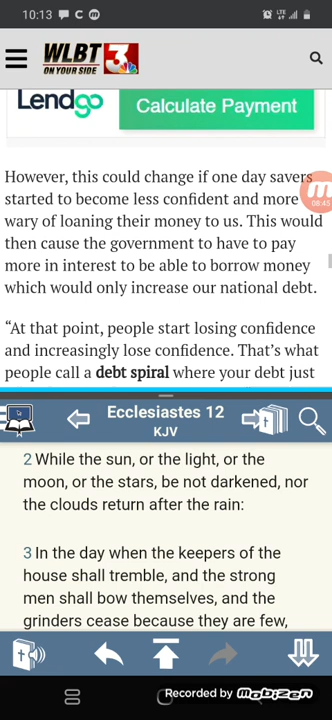 10:13
C
LTE
WLBT 3
ON YOUR SIDE
Lendgo
Calculate Payment
However, this could change if one day savers
started to become less confident and more
wary of loaning their money to us. This would
then cause the government to have to pay
more in interest to be able to borrow money
which would only increase our national debt.
08:45
“At that point, people start losing confidence
and increasingly lose confidence. That’s what
people call a debt spiral where your debt just
Ecclesiastes 12
KJV
2 While the sun, or the light, or the
moon, or the stars, be not darkened, nor
the clouds return after the rain:
3 In the day when the keepers of the
house shall tremble, and the strong
men shall bow themselves, and the
grinders cease because they are few,
Recorded by mobizen